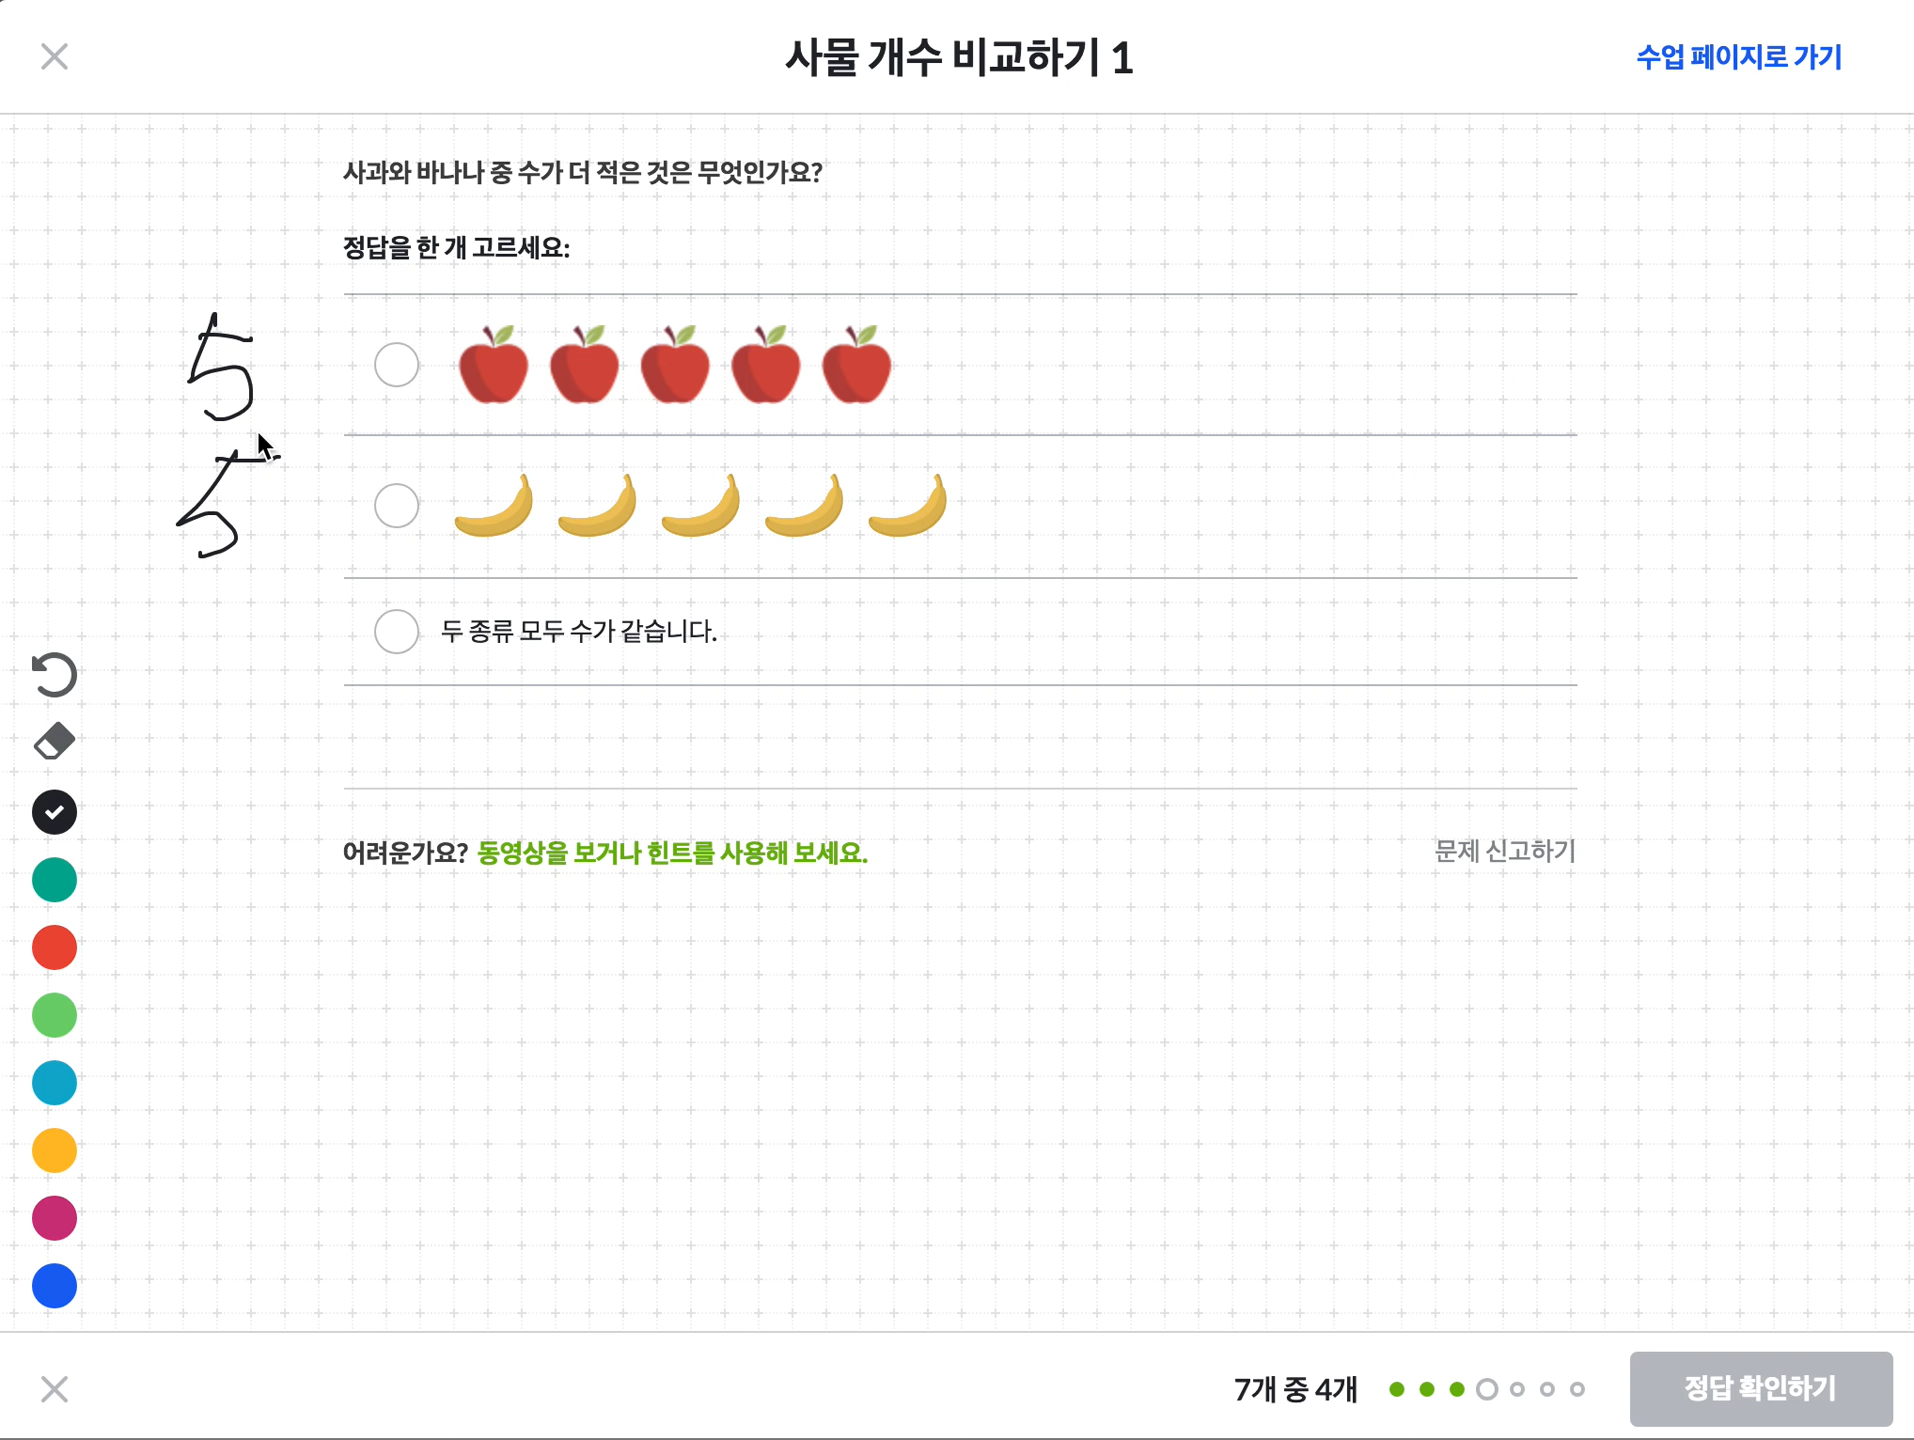 사물 개수 비교하기 1
수업 페이지로 가기
사과와 바나나 중 수가 더 적은 것은 무엇인가요?
정답을 한 개 고르세요:
5
5
두 종류 모두 수가 같습니다.
어려운가요? 동영상을 보거나 힌트를 사용해 보세요.
문제 신고하기
7개 중 4개
정답 확인하기